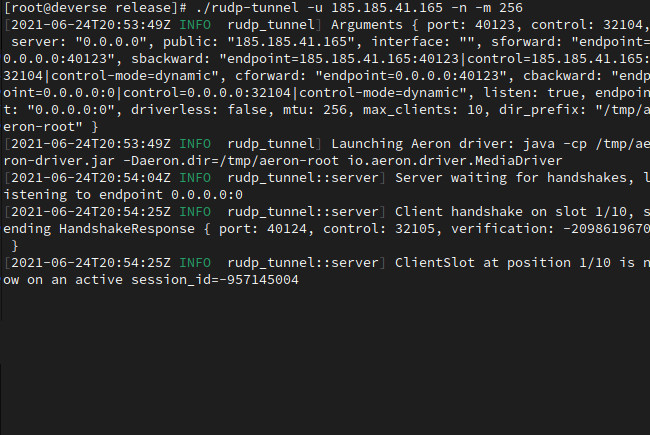 [root@deverse release]# ./rudp-tunnel -u 185.185.41.165 -n -m 256
[2021-06-24T20:53:49Z INFO  rudp_tunnel] Arguments { port: 40123, control: 32104,
 server: "0.0.0.0", public: "185.185.41.165", interface: "", sforward: "endpoint=
0.0.0.0:40123", sbackward: "endpoint=185.185.41.165:40123|control=185.185.41.165:
32104|control-mode=dynamic", cforward: "endpoint=0.0.0.0:40123", cbackward: "endp
oint=0.0.0.0:0|control=0.0.0.0:32104|control-mode=dynamic", listen: true, endpoin
t: "0.0.0.0:0", driverless: false, mtu: 256, max_clients: 10, dir_prefix: "/tmp/a
eron-root" }
[2021-06-24T20:53:49Z INFO  rudp_tunnel] Launching Aeron driver: java -cp /tmp/ae
ron-driver.jar -Daeron.dir=/tmp/aeron-root io.aeron.driver.MediaDriver
[2021-06-24T20:54:04Z INFO  rudp_tunnel::server] Server waiting for handshakes, l
istening to endpoint 0.0.0.0:0
[2021-06-24T20:54:25Z INFO  rudp_tunnel::server] Client handshake on slot 1/10, s
ending HandshakeResponse { port: 40124, control: 32105, verification: -2098619670
 }
[2021-06-24T20:54:25Z INFO  rudp_tunnel::server] ClientSlot at position 1/10 is n
ow on an active session_id=-957145004